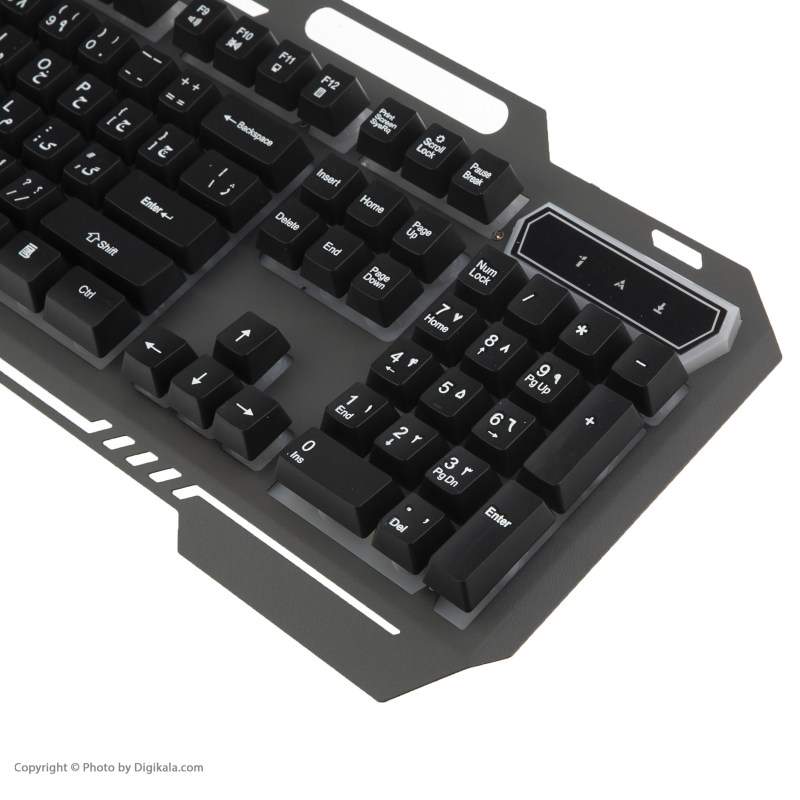 F9
F10
F11
F12
Print
Screen
SysRq
Scroll
Lock
Pause
Break
← Backspace
Insert
Home
Page
Up
Delete
End
Page
Down
Enter ↵
⇧ Shift
Ctrl
P
چ
ج
ح
ک
گ
Num
Lock
/
*
-
7 ۷
Home
8 ۸
↑
9 ۹
Pg Up
+
4 ۴
←
5 ۵
6 ٦
→
1 ۱
End
2 ۲
3 ۳
Pg Dn
Enter
0
Ins
Del
1
A
↑
←
↓
→
Copyright © Photo by Digikala.com